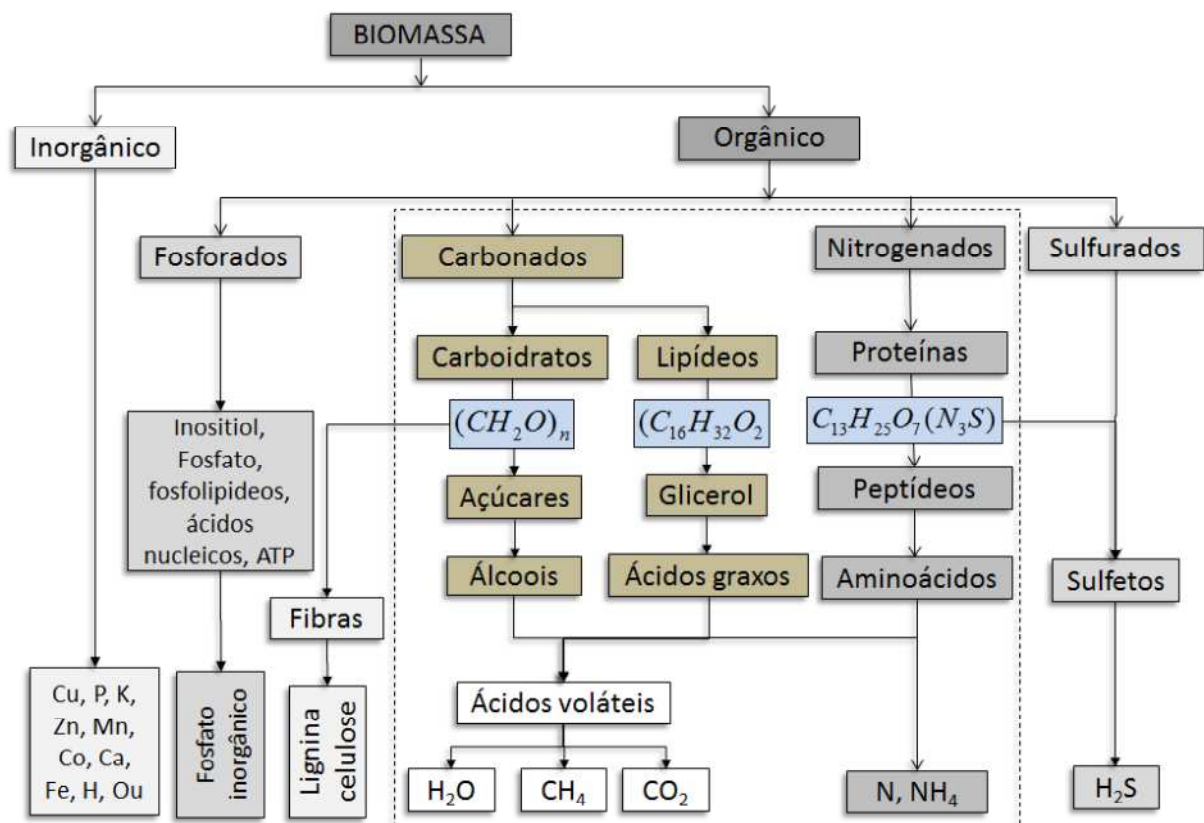 BIOMASSA
Inorgânico
Orgânico
Fosforados
Carbonados
Nitrogenados
Sulfurados
Carboidratos
Lipídeos
Proteínas
(CH₂O)ₙ
(C₁₆H₃₂O₂
C₁₃H₂₅O₇(N₃S)
Inositiol,
Fosfato,
fosfolipideos,
ácidos
nucleicos, ATP
Açúcares
Glicerol
Peptídeos
Álcoois
Ácidos graxos
Aminoácidos
Sulfetos
Fibras
Cu, P, K,
Zn, Mn,
Co, Ca,
Fe, H, Ou
Fosfato
inorgânico
Lignina
celulose
Ácidos voláteis
H₂O
CH₄
CO₂
N, NH₄
H₂S